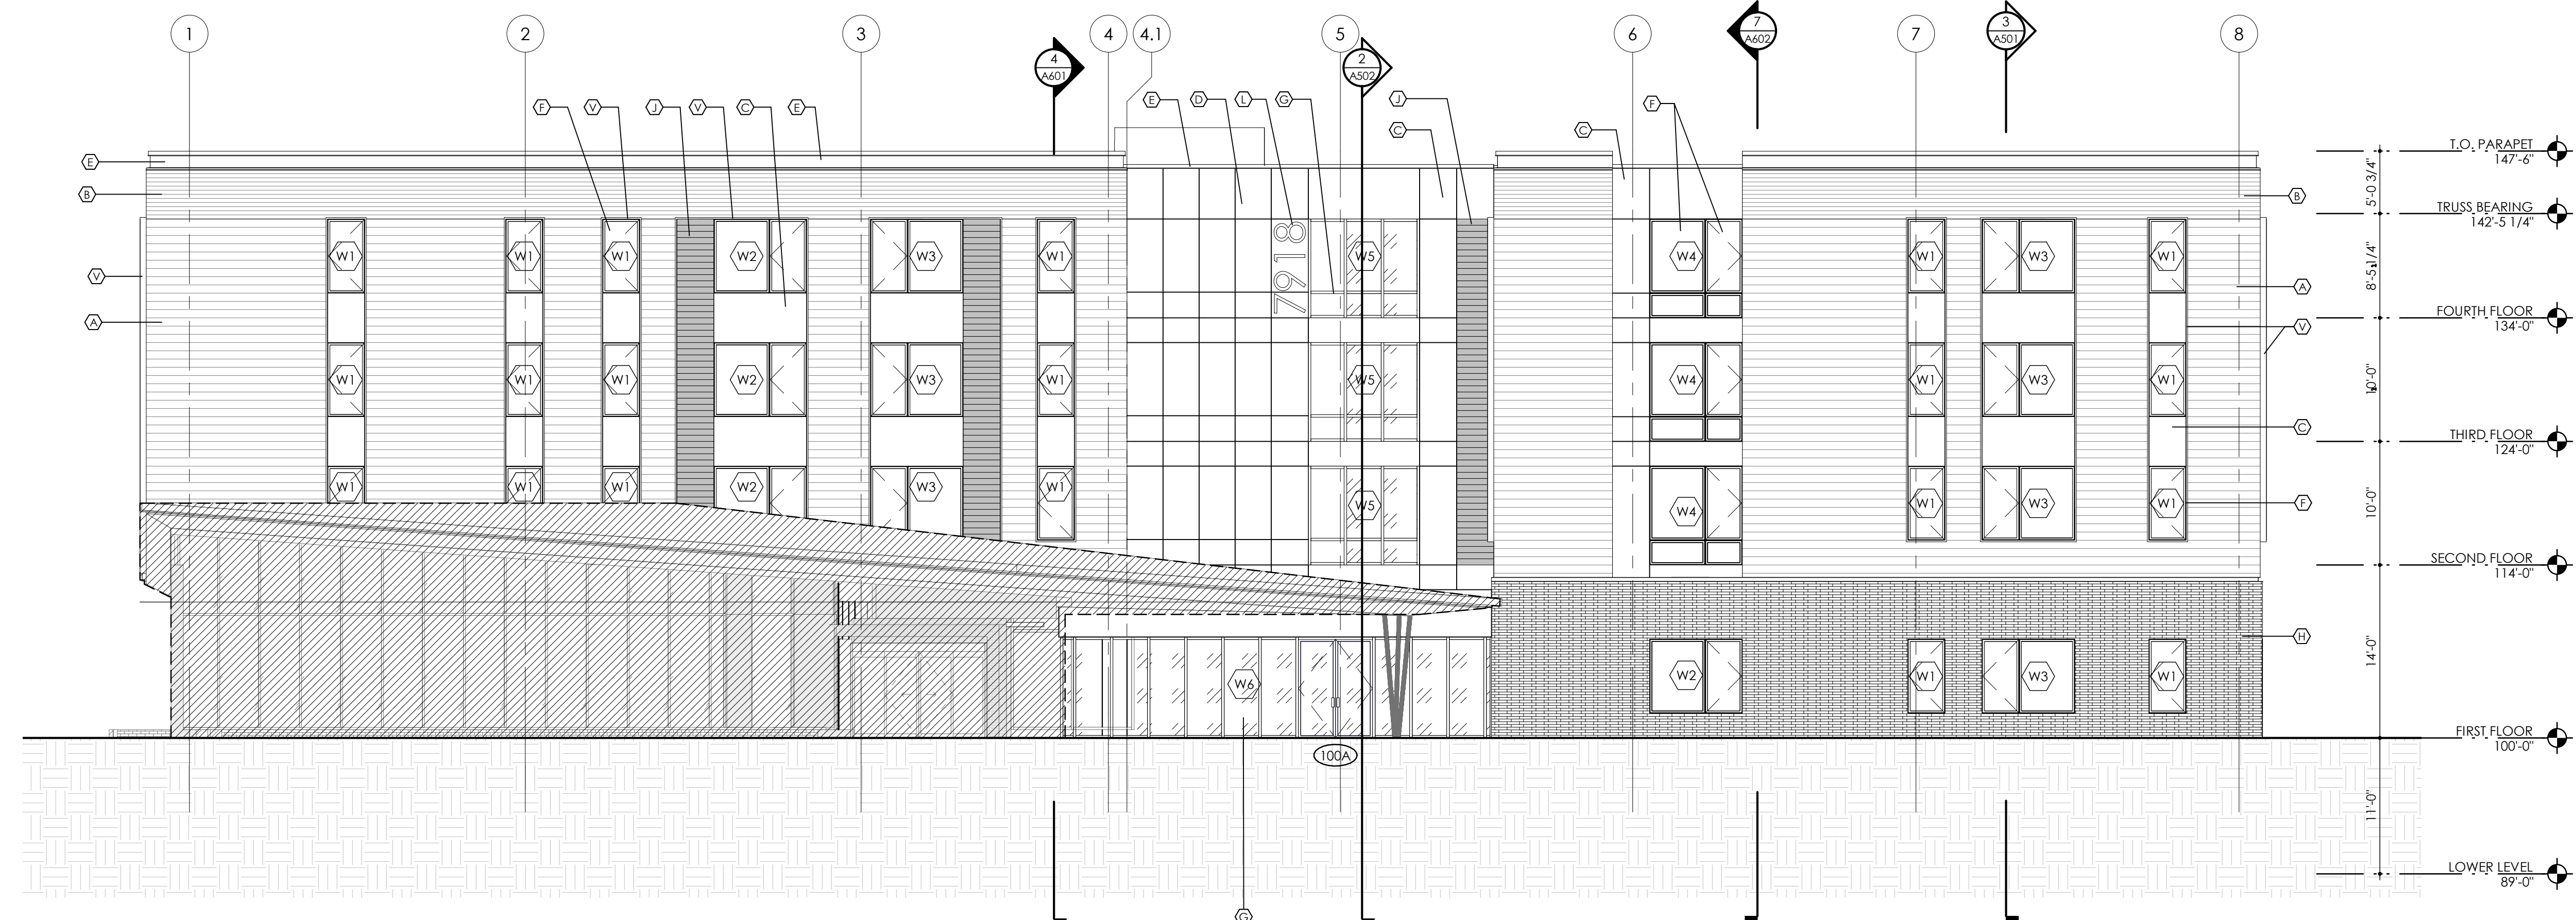 1 2 3 4 4.1 5 6 7 8
4
A601
2
A502
7
A602
3
A501
F V J V C E E D L G J C C F
E
B
V
A
7918
W1 W1 W1 W2 W3 W1 W5 W4 W1 W3 W1
W1 W1 W1 W2 W3 W1 W5 W4 W1 W3 W1
W1 W1 W1 W2 W3 W1 W5 W4 W1 W3 W1
W6 W2 W1 W3 W1
100A
G
B
A
V
C
F
H
T.O. PARAPET
147'-6"
5'-0 3/4"
TRUSS BEARING
142'-5 1/4"
8'-5 1/4"
FOURTH FLOOR
134'-0"
10'-0"
THIRD FLOOR
124'-0"
10'-0"
SECOND FLOOR
114'-0"
14'-0"
FIRST FLOOR
100'-0"
11'-0"
LOWER LEVEL
89'-0"